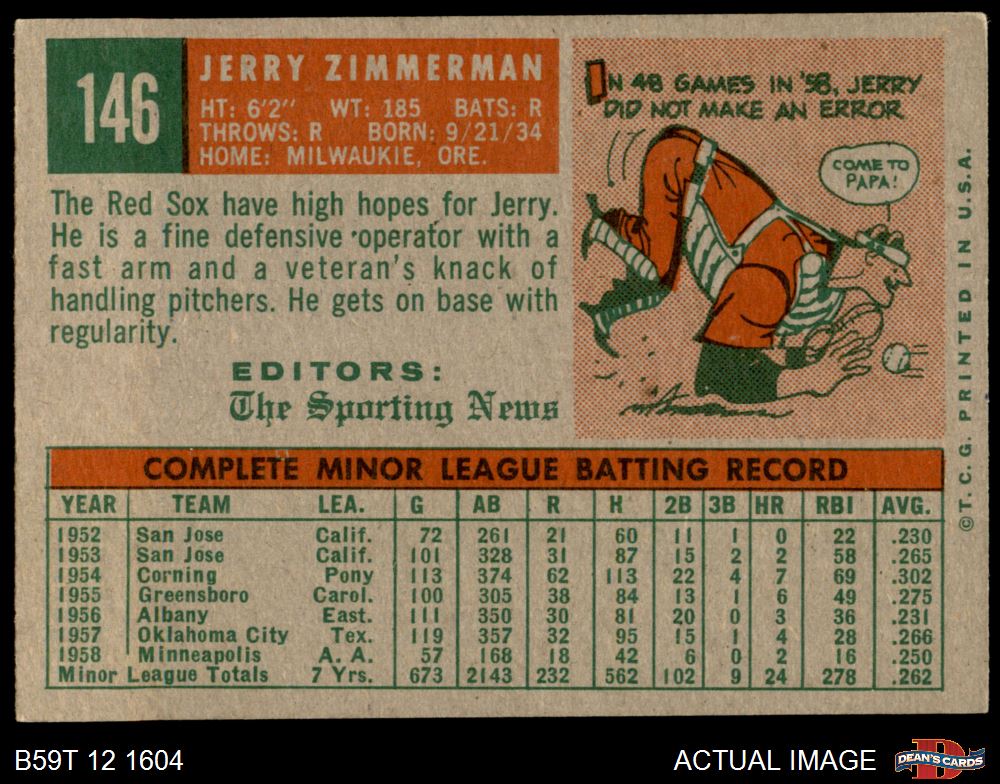 146
JERRY ZIMMERMAN
HT: 6'2" WT: 185 BATS: R
THROWS: R BORN: 9/21/34
HOME: MILWAUKIE, ORE.
The Red Sox have high hopes for Jerry.
He is a fine defensive operator with a
fast arm and a veteran's knack of
handling pitchers. He gets on base with
regularity.
EDITORS:
The Sporting News
IN 48 GAMES IN '58, JERRY
DID NOT MAKE AN ERROR
COME TO
PAPA!
© T.C.G. PRINTED IN U.S.A.
COMPLETE MINOR LEAGUE BATTING RECORD
YEAR TEAM LEA. G AB R H 2B 3B HR RBI AVG.
1952 San Jose Calif. 72 261 21 60 11 1 0 22 .230
1953 San Jose Calif. 101 328 31 87 15 2 2 58 .265
1954 Corning Pony 113 374 62 113 22 4 7 69 .302
1955 Greensboro Carol. 100 305 38 84 13 1 6 49 .275
1956 Albany East. 111 350 30 81 20 0 3 36 .231
1957 Oklahoma City Tex. 119 357 32 95 15 1 4 28 .266
1958 Minneapolis A. A. 57 168 18 42 6 0 2 16 .250
Minor League Totals 7 Yrs. 673 2143 232 562 102 9 24 278 .262
B59T 12 1604
ACTUAL IMAGE
D
DEAN'S CARDS